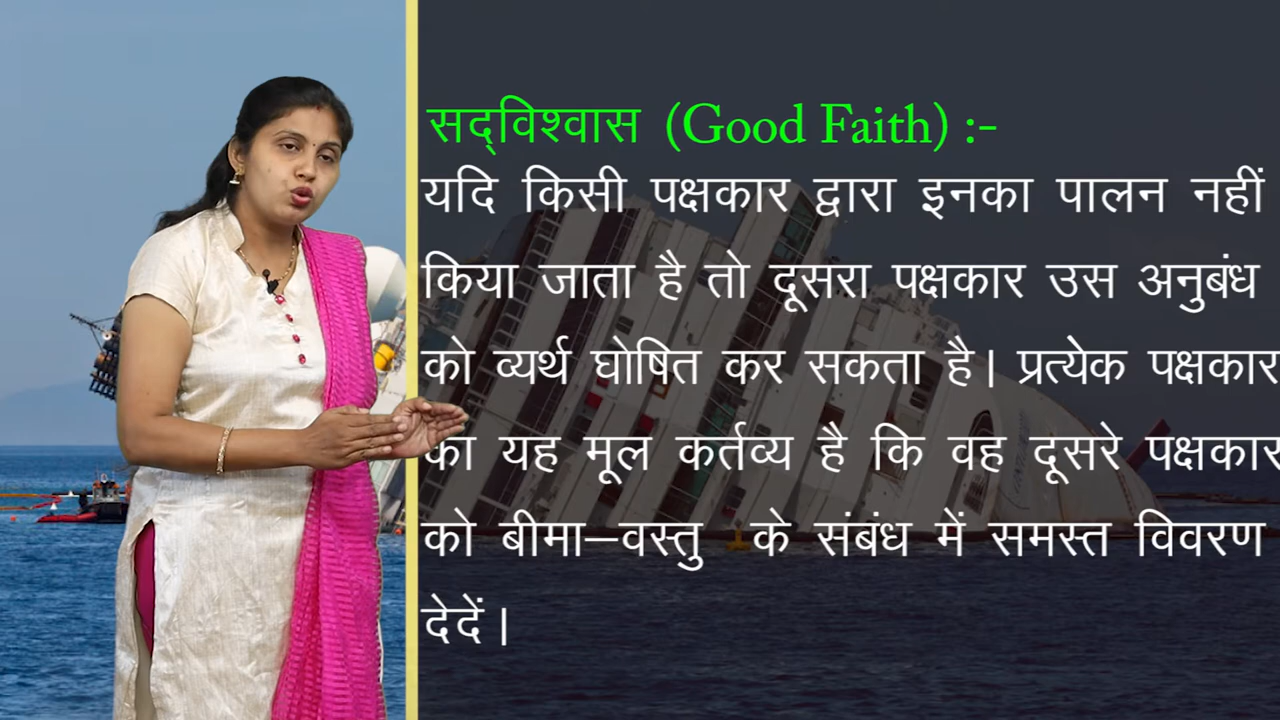 सद्विश्वास (Good Faith) :-
यदि किसी पक्षकार द्वारा इनका पालन नहीं
किया जाता है तो दूसरा पक्षकार उस अनुबंध
को व्यर्थ घोषित कर सकता है। प्रत्येक पक्षकार
का यह मूल कर्तव्य है कि वह दूसरे पक्षकार
को बीमा–वस्तु के संबंध में समस्त विवरण
देदें।